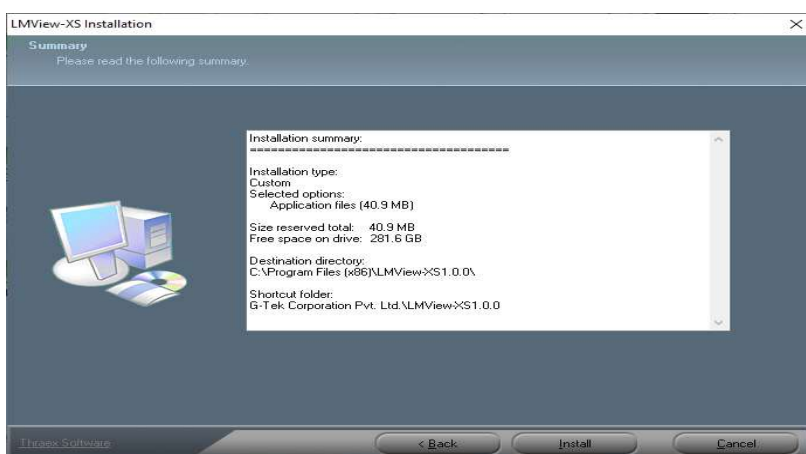 LMView-XS Installation
Summary
Please read the following summary.
Installation summary:
=====================================
Installation type:
Custom
Selected options:
Application files (40.9 MB)
Size reserved total: 40.9 MB
Free space on drive: 281.6 GB
Destination directory:
C:\Program Files (x86)\LMView-XS1.0.0\
Shortcut folder:
G-Tek Corporation Pvt. Ltd.\LMView-XS1.0.0
Thraex Software
< Back
Install
Cancel